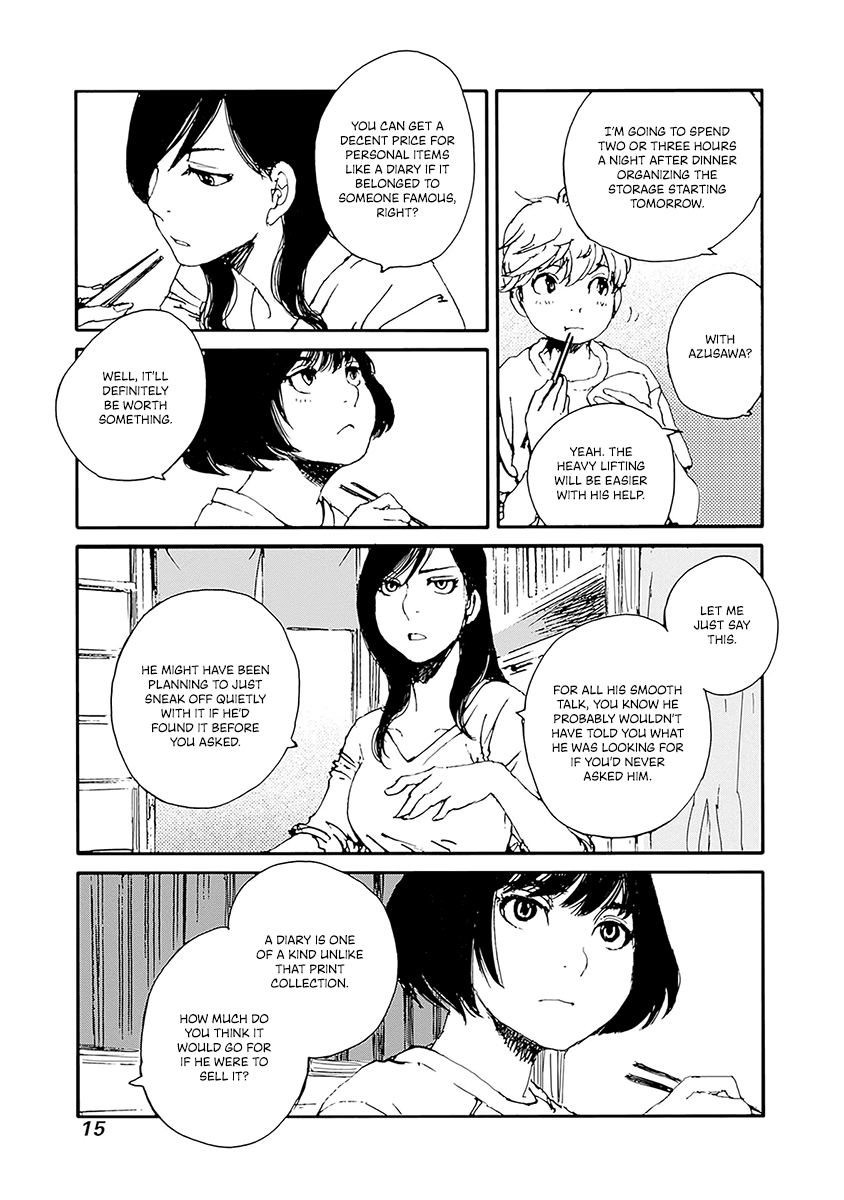 I'M GOING TO SPEND
TWO OR THREE HOURS
A NIGHT AFTER DINNER
ORGANIZING THE
STORAGE STARTING
TOMORROW.
WITH
AZUSAWA?
YEAH. THE
HEAVY LIFTING
WILL BE EASIER
WITH HIS HELP.
YOU CAN GET A
DECENT PRICE FOR
PERSONAL ITEMS
LIKE A DIARY IF IT
BELONGED TO
SOMEONE FAMOUS,
RIGHT?
WELL, IT'LL
DEFINITELY
BE WORTH
SOMETHING.
LET ME
JUST SAY
THIS.
FOR ALL HIS SMOOTH
TALK, YOU KNOW HE
PROBABLY WOULDN'T
HAVE TOLD YOU WHAT
HE WAS LOOKING FOR
IF YOU'D NEVER
ASKED HIM.
HE MIGHT HAVE BEEN
PLANNING TO JUST
SNEAK OFF QUIETLY
WITH IT IF HE'D
FOUND IT BEFORE
YOU ASKED.
A DIARY IS ONE
OF A KIND UNLIKE
THAT PRINT
COLLECTION.
HOW MUCH DO
YOU THINK IT
WOULD GO FOR
IF HE WERE TO
SELL IT?
15